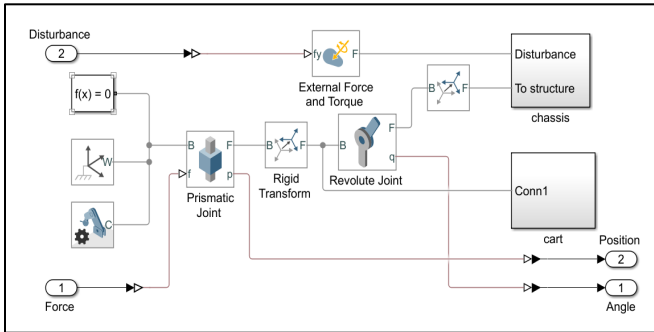 Disturbance
2
fy
F
External Force
and Torque
Disturbance
To structure
chassis
f(x) = 0
B
F
W
B
F
f
p
Prismatic
Joint
B
F
Rigid
Transform
B
F
q
Revolute Joint
Conn1
cart
C
Position
2
1
Force
1
Angle